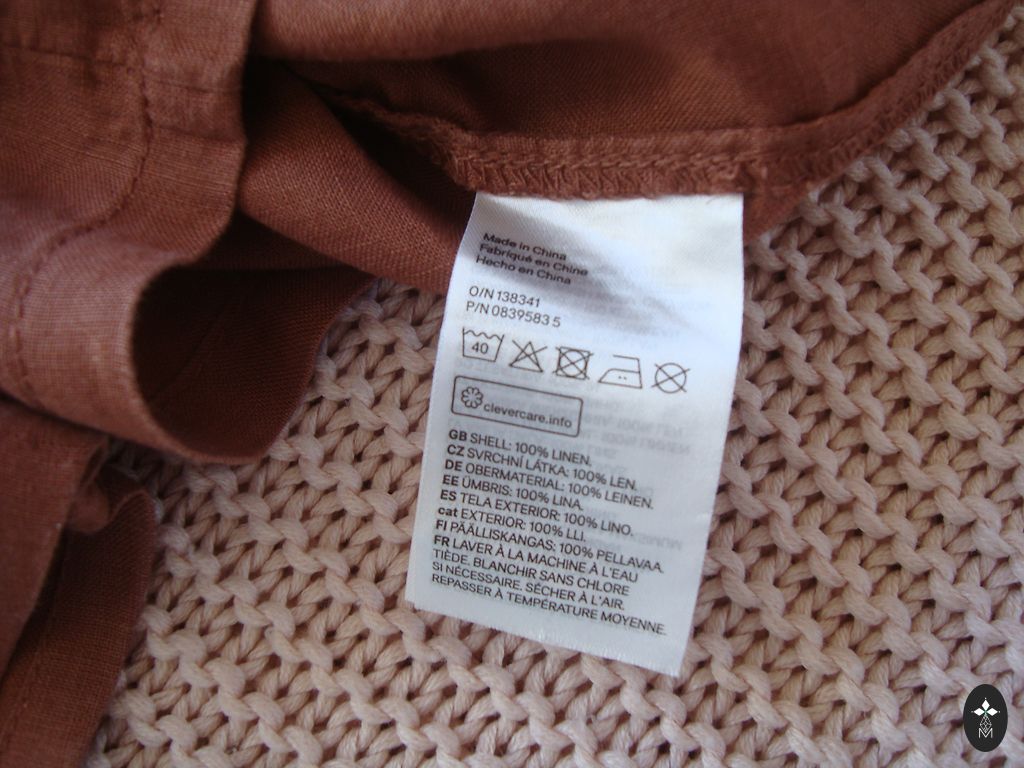 Made in China
Fabriqué en Chine
Hecho en China
O/N 138341
P/N 0839583 5
40
clevercare.info
GB SHELL: 100% LINEN.
CZ SVRCHNÍ LÁTKA: 100% LEN.
DE OBERMATERIAL: 100% LEINEN.
EE ÜMBRIS: 100% LINA.
ES TELA EXTERIOR: 100% LINO.
cat EXTERIOR: 100% LLI.
FI PÄÄLLISKANGAS: 100% PELLAVAA.
FR LAVER À LA MACHINE À L'EAU
TIÈDE. BLANCHIR SANS CHLORE
SI NÉCESSAIRE. SÉCHER À L'AIR.
REPASSER À TEMPÉRATURE MOYENNE.
M